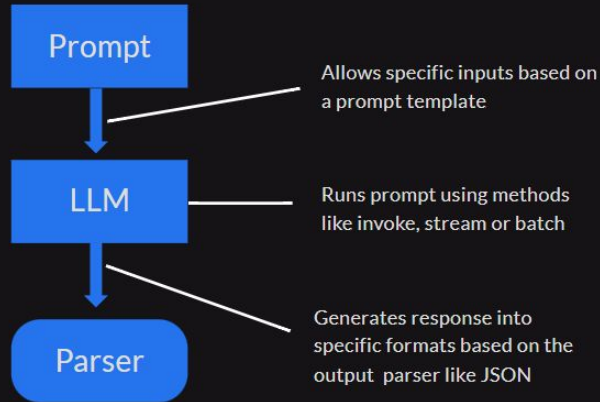 Prompt
Allows specific inputs based on
a prompt template
LLM
Runs prompt using methods
like invoke, stream or batch
Generates response into
specific formats based on the
output parser like JSON
Parser